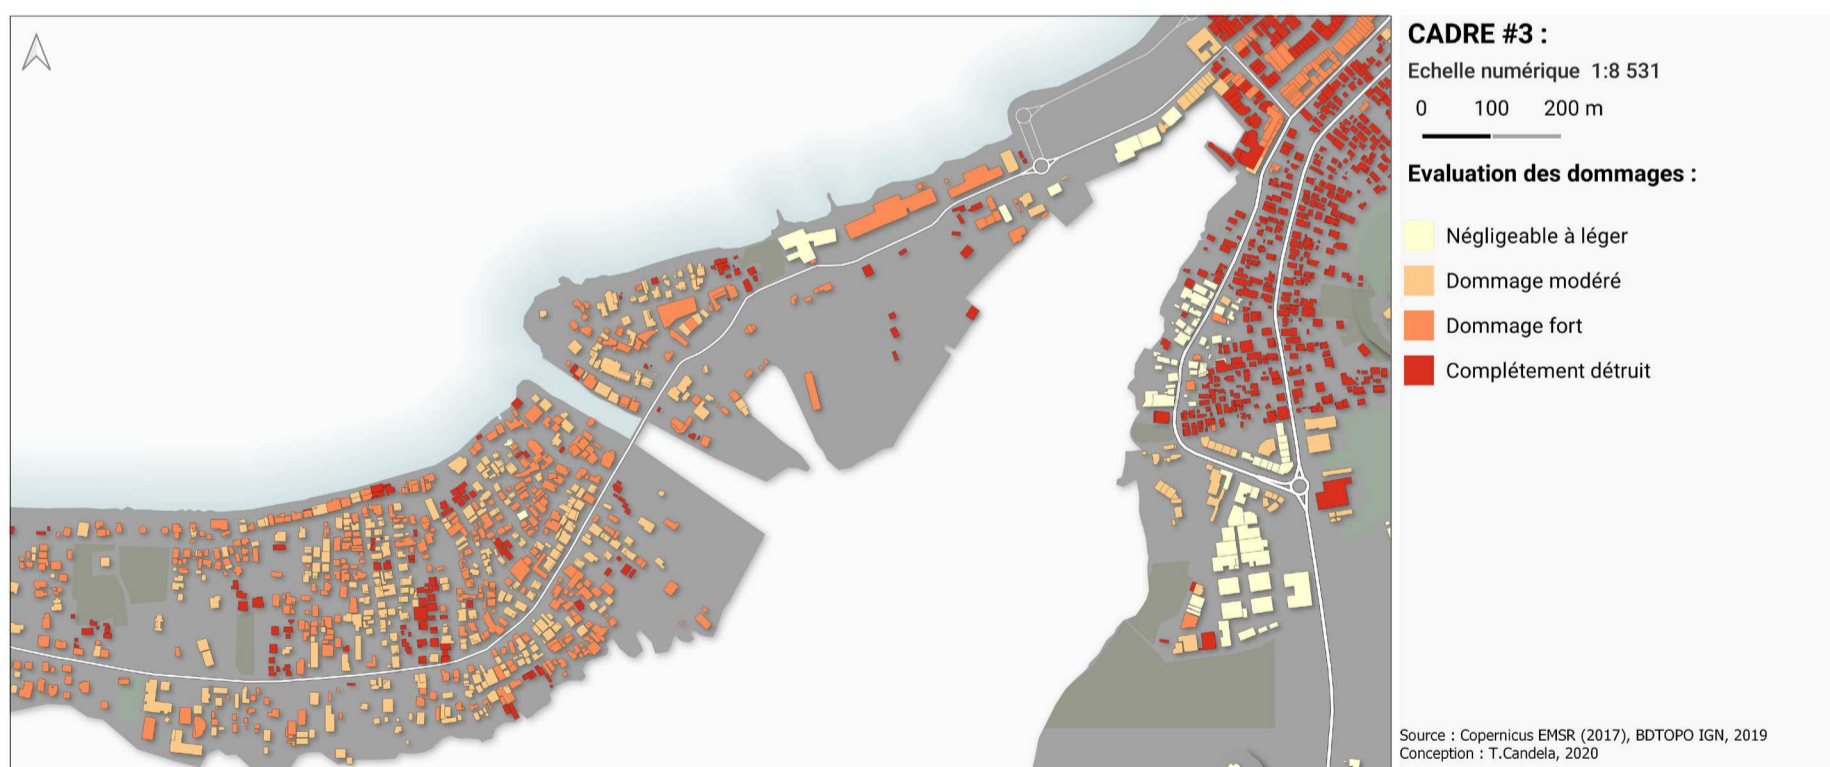 CADRE #3 :
Echelle numérique 1:8 531
0 100 200 m
Evaluation des dommages :
Négligeable à léger
Dommage modéré
Dommage fort
Complétement détruit
Source : Copernicus EMSR (2017), BDTOPO IGN, 2019
Conception : T.Candela, 2020